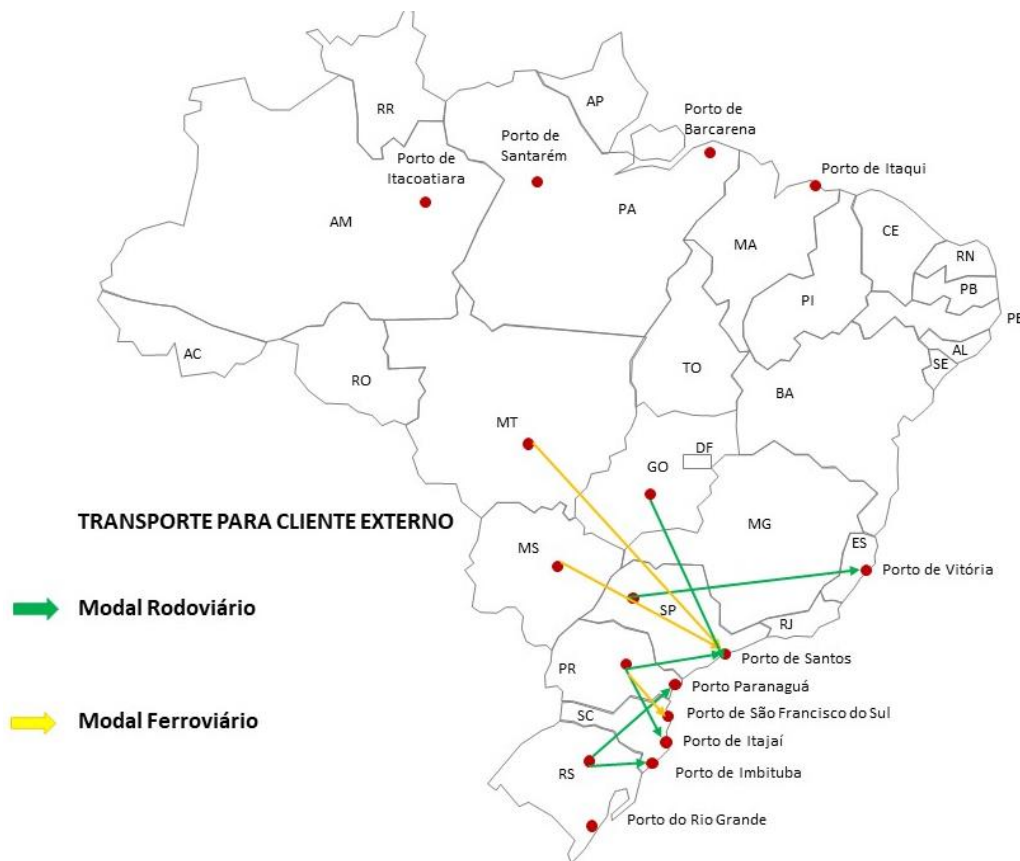 RR
AP
Porto de
Barcarena
Porto de
Santarém
Porto de
Itacoatiara
Porto de Itaqui
AM
PA
MA
CE
RN
PB
PI
PE
AC
RO
TO
AL
SE
BA
MT
DF
GO
TRANSPORTE PARA CLIENTE EXTERNO
MG
MS
ES
Porto de Vitória
Modal Rodoviário
SP
RJ
Porto de Santos
PR
Porto Paranaguá
SC
Porto de São Francisco do Sul
Modal Ferroviário
Porto de Itajaí
RS
Porto de Imbituba
Porto do Rio Grande